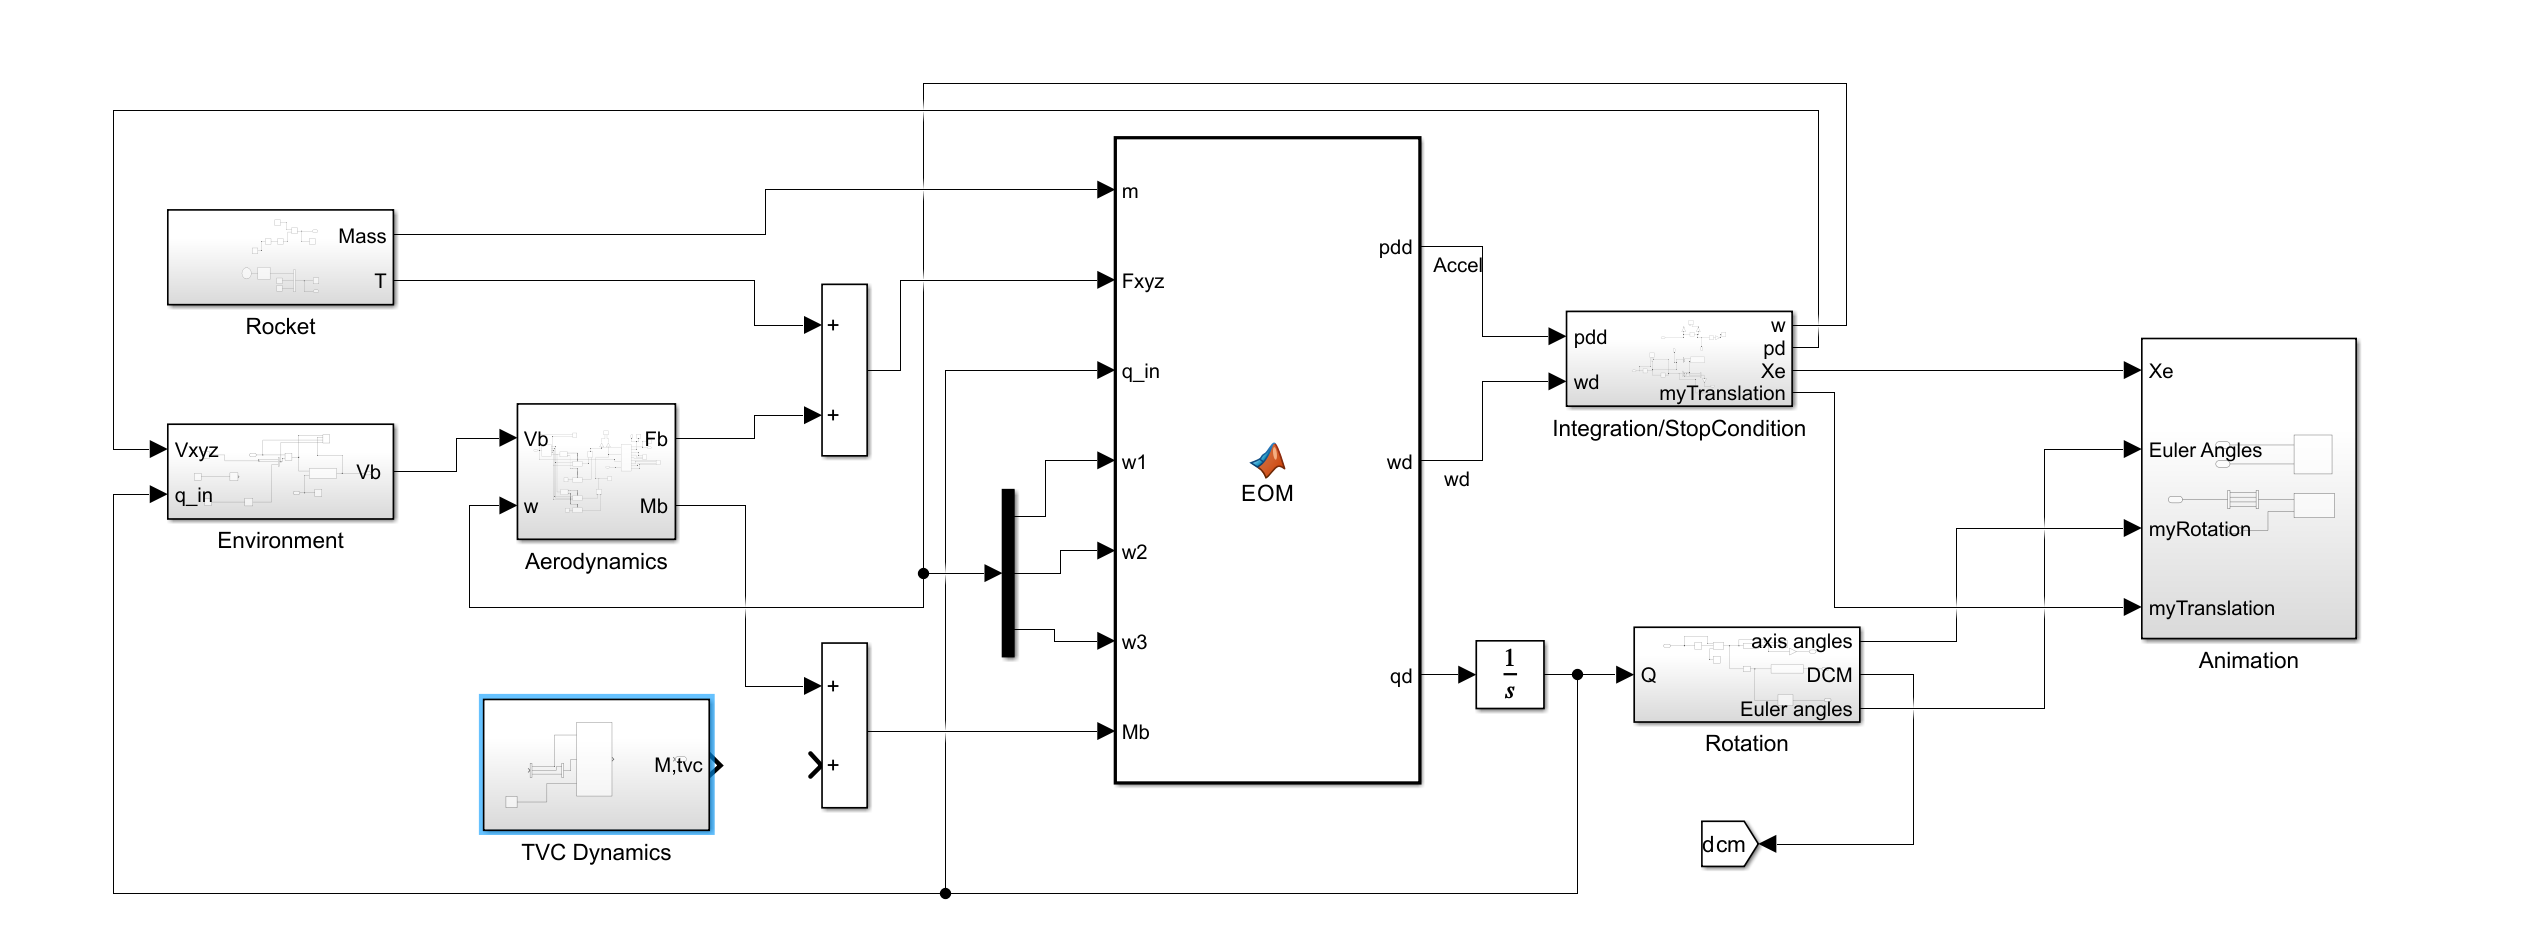 Mass
T
Rocket
Vxyz
q_in
Vb
Environment
Vb
w
Fb
Mb
Aerodynamics
M,tvc
TVC Dynamics
+
+
+
+
m
Fxyz
q_in
w1
w2
w3
Mb
EOM
pdd
wd
qd
Accel
wd
pdd
wd
w
pd
Xe
myTranslation
Integration/StopCondition
1
s
Q
axis angles
DCM
Euler angles
Rotation
dcm
Xe
Euler Angles
myRotation
myTranslation
Animation